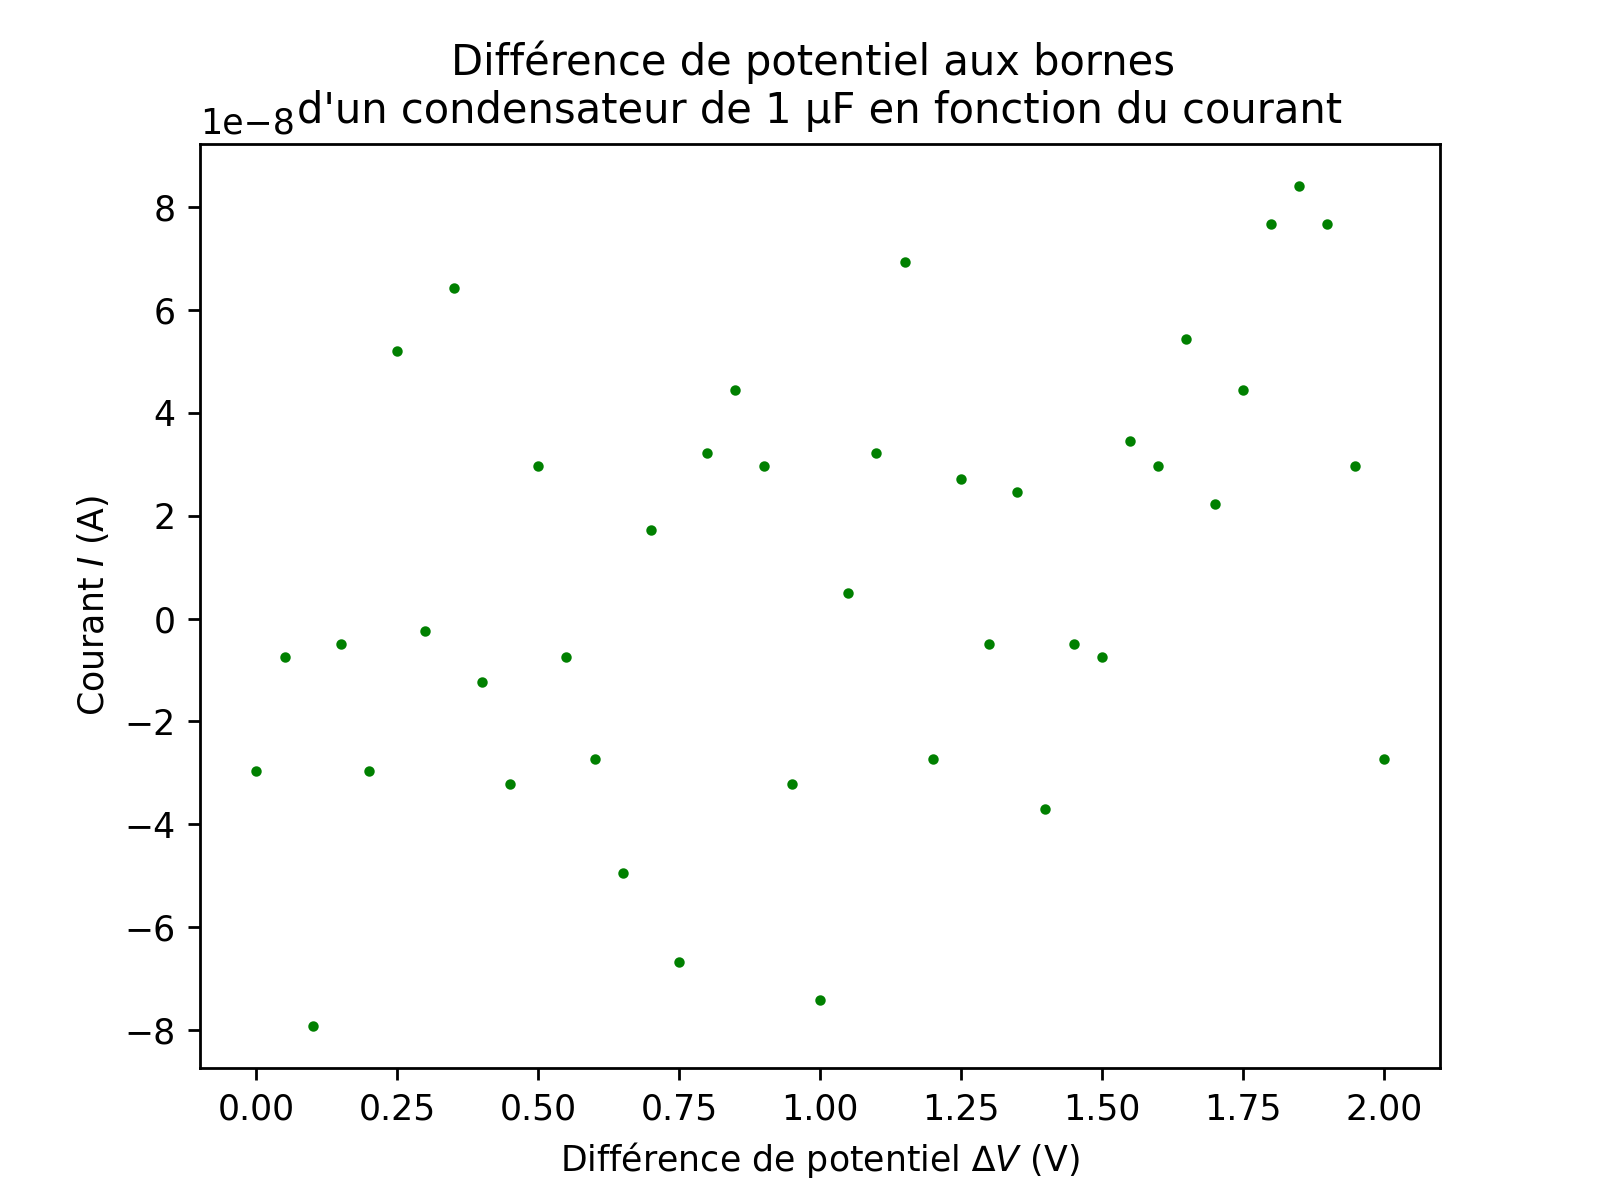 Différence de potentiel aux bornes
d'un condensateur de 1 µF en fonction du courant
1e−8
8
6
4
2
0
−2
−4
−6
−8
Courant I (A)
0.00 0.25 0.50 0.75 1.00 1.25 1.50 1.75 2.00
Différence de potentiel ΔV (V)